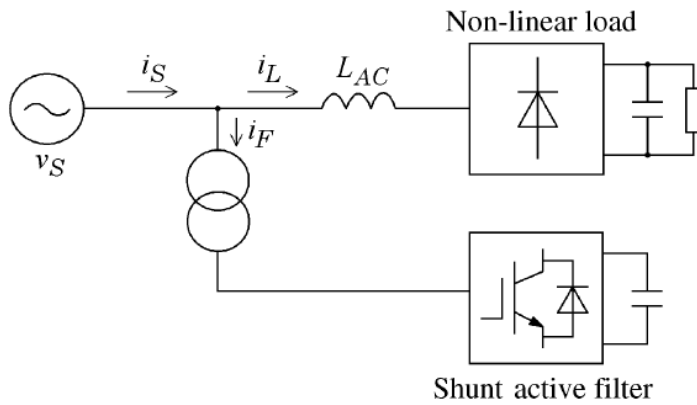 Non-linear load
i_S
i_L
L_AC
i_F
v_S
Shunt active filter